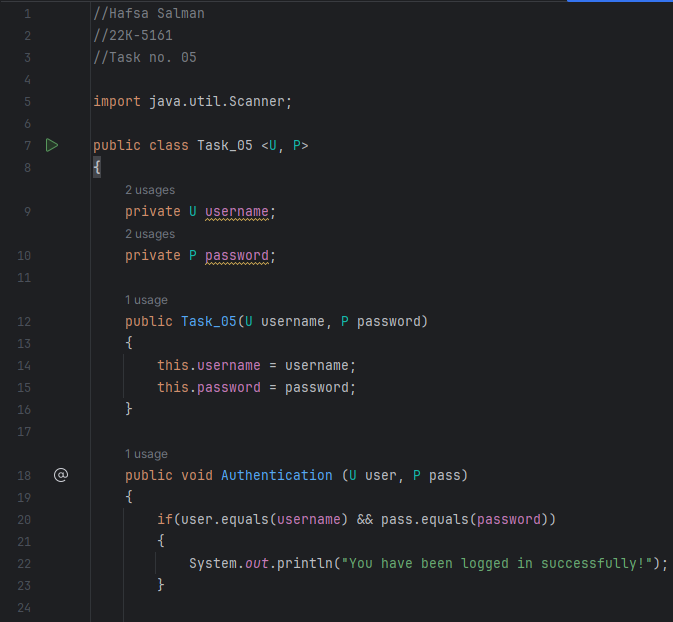 1 //Hafsa Salman
2 //22K-5161
3 //Task no. 05
4
5 import java.util.Scanner;
6
7 public class Task_05 <U, P>
8 {
2 usages
9 private U username;
2 usages
10 private P password;
11
1 usage
12 public Task_05(U username, P password)
13 {
14 this.username = username;
15 this.password = password;
16 }
17
1 usage
18 @ public void Authentication (U user, P pass)
19 {
20 if(user.equals(username) && pass.equals(password))
21 {
22 System.out.println("You have been logged in successfully!");
23 }
24